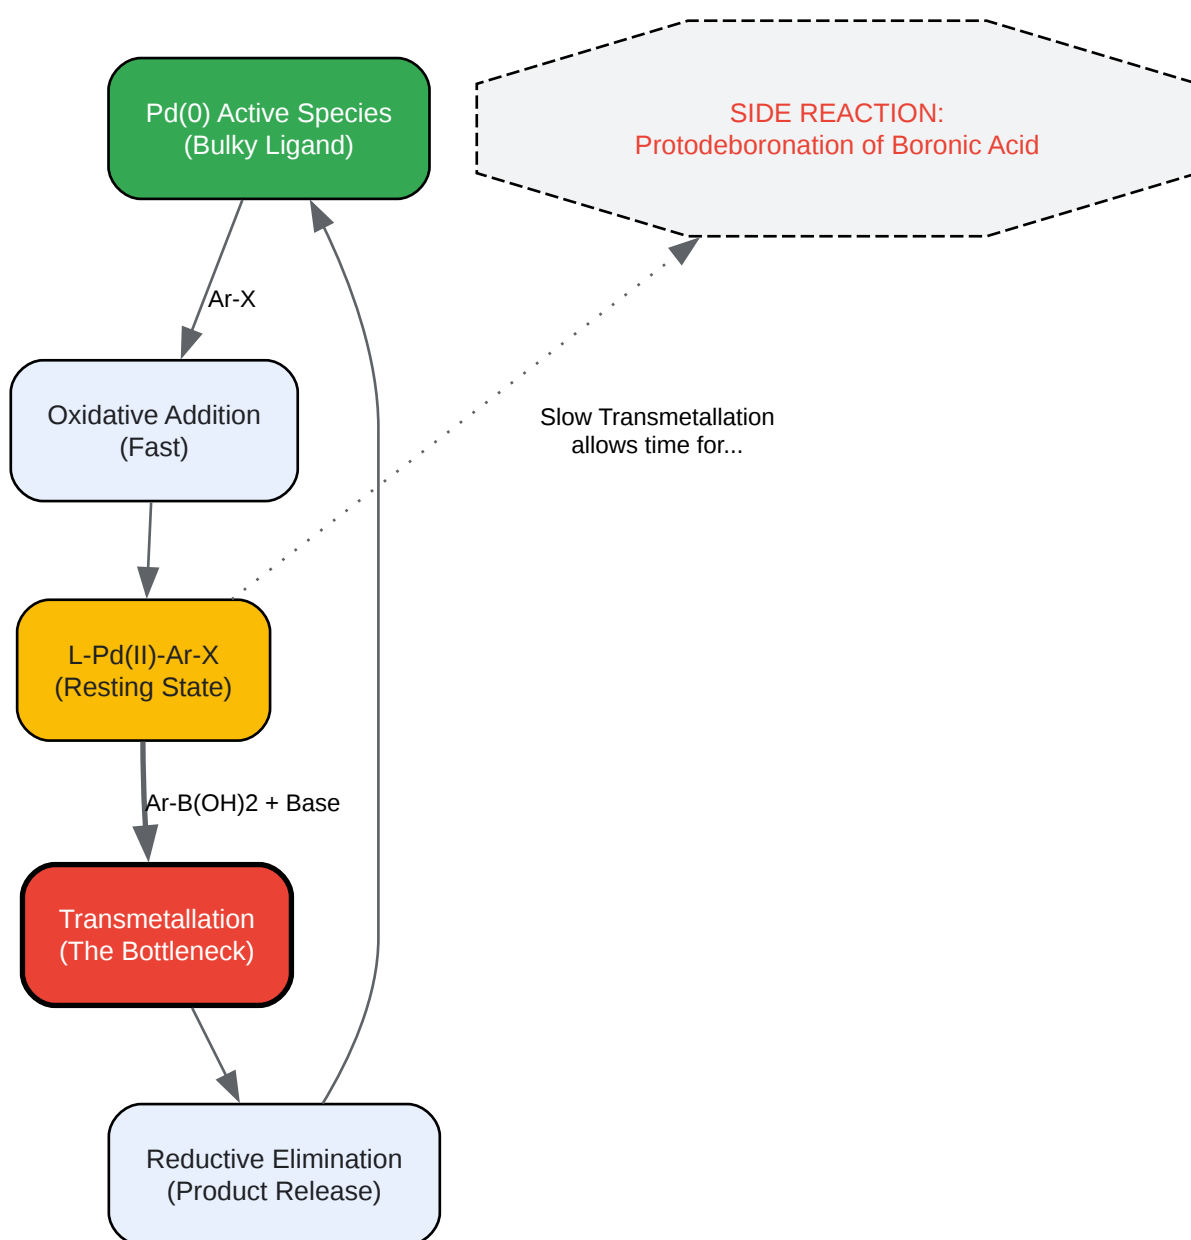 Pd(0) Active Species
(Bulky Ligand)
SIDE REACTION:
Protodeboronation of Boronic Acid
Ar-X
Oxidative Addition
(Fast)
Slow Transmetallation
allows time for...
L-Pd(II)-Ar-X
(Resting State)
Ar-B(OH)2 + Base
Transmetallation
(The Bottleneck)
Reductive Elimination
(Product Release)